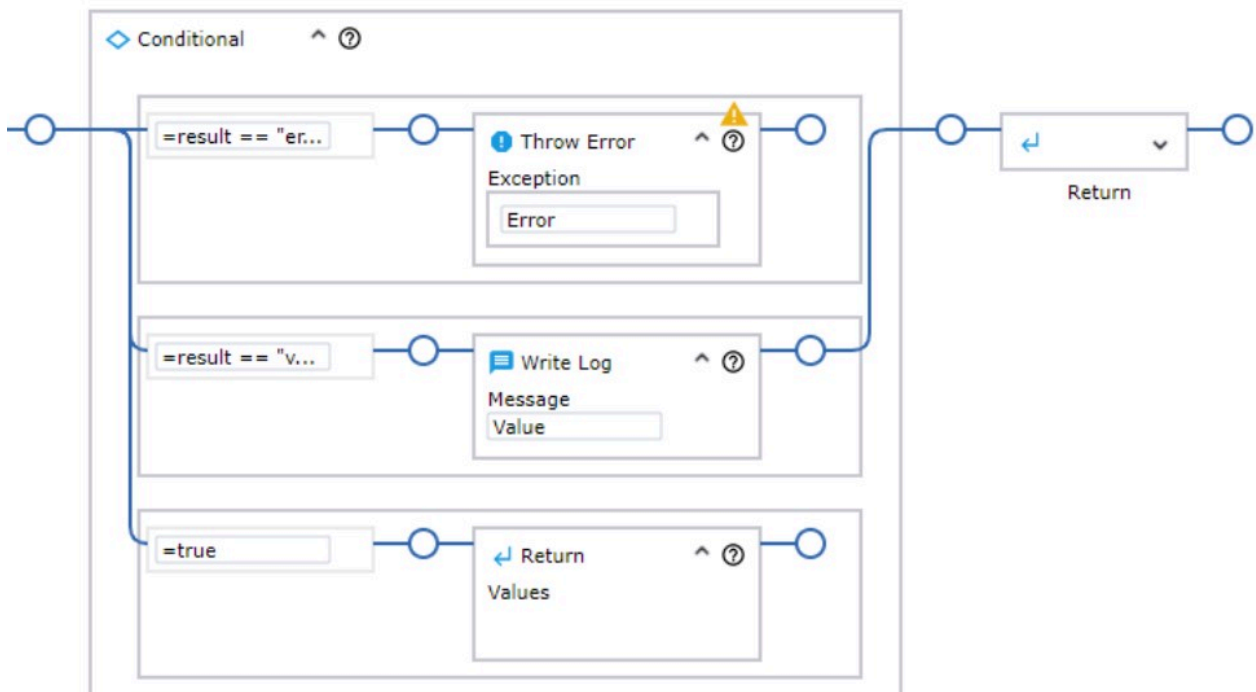 Conditional
=result == "er...
Throw Error
Exception
Error
Return
=result == "v...
Write Log
Message
Value
=true
Return
Values